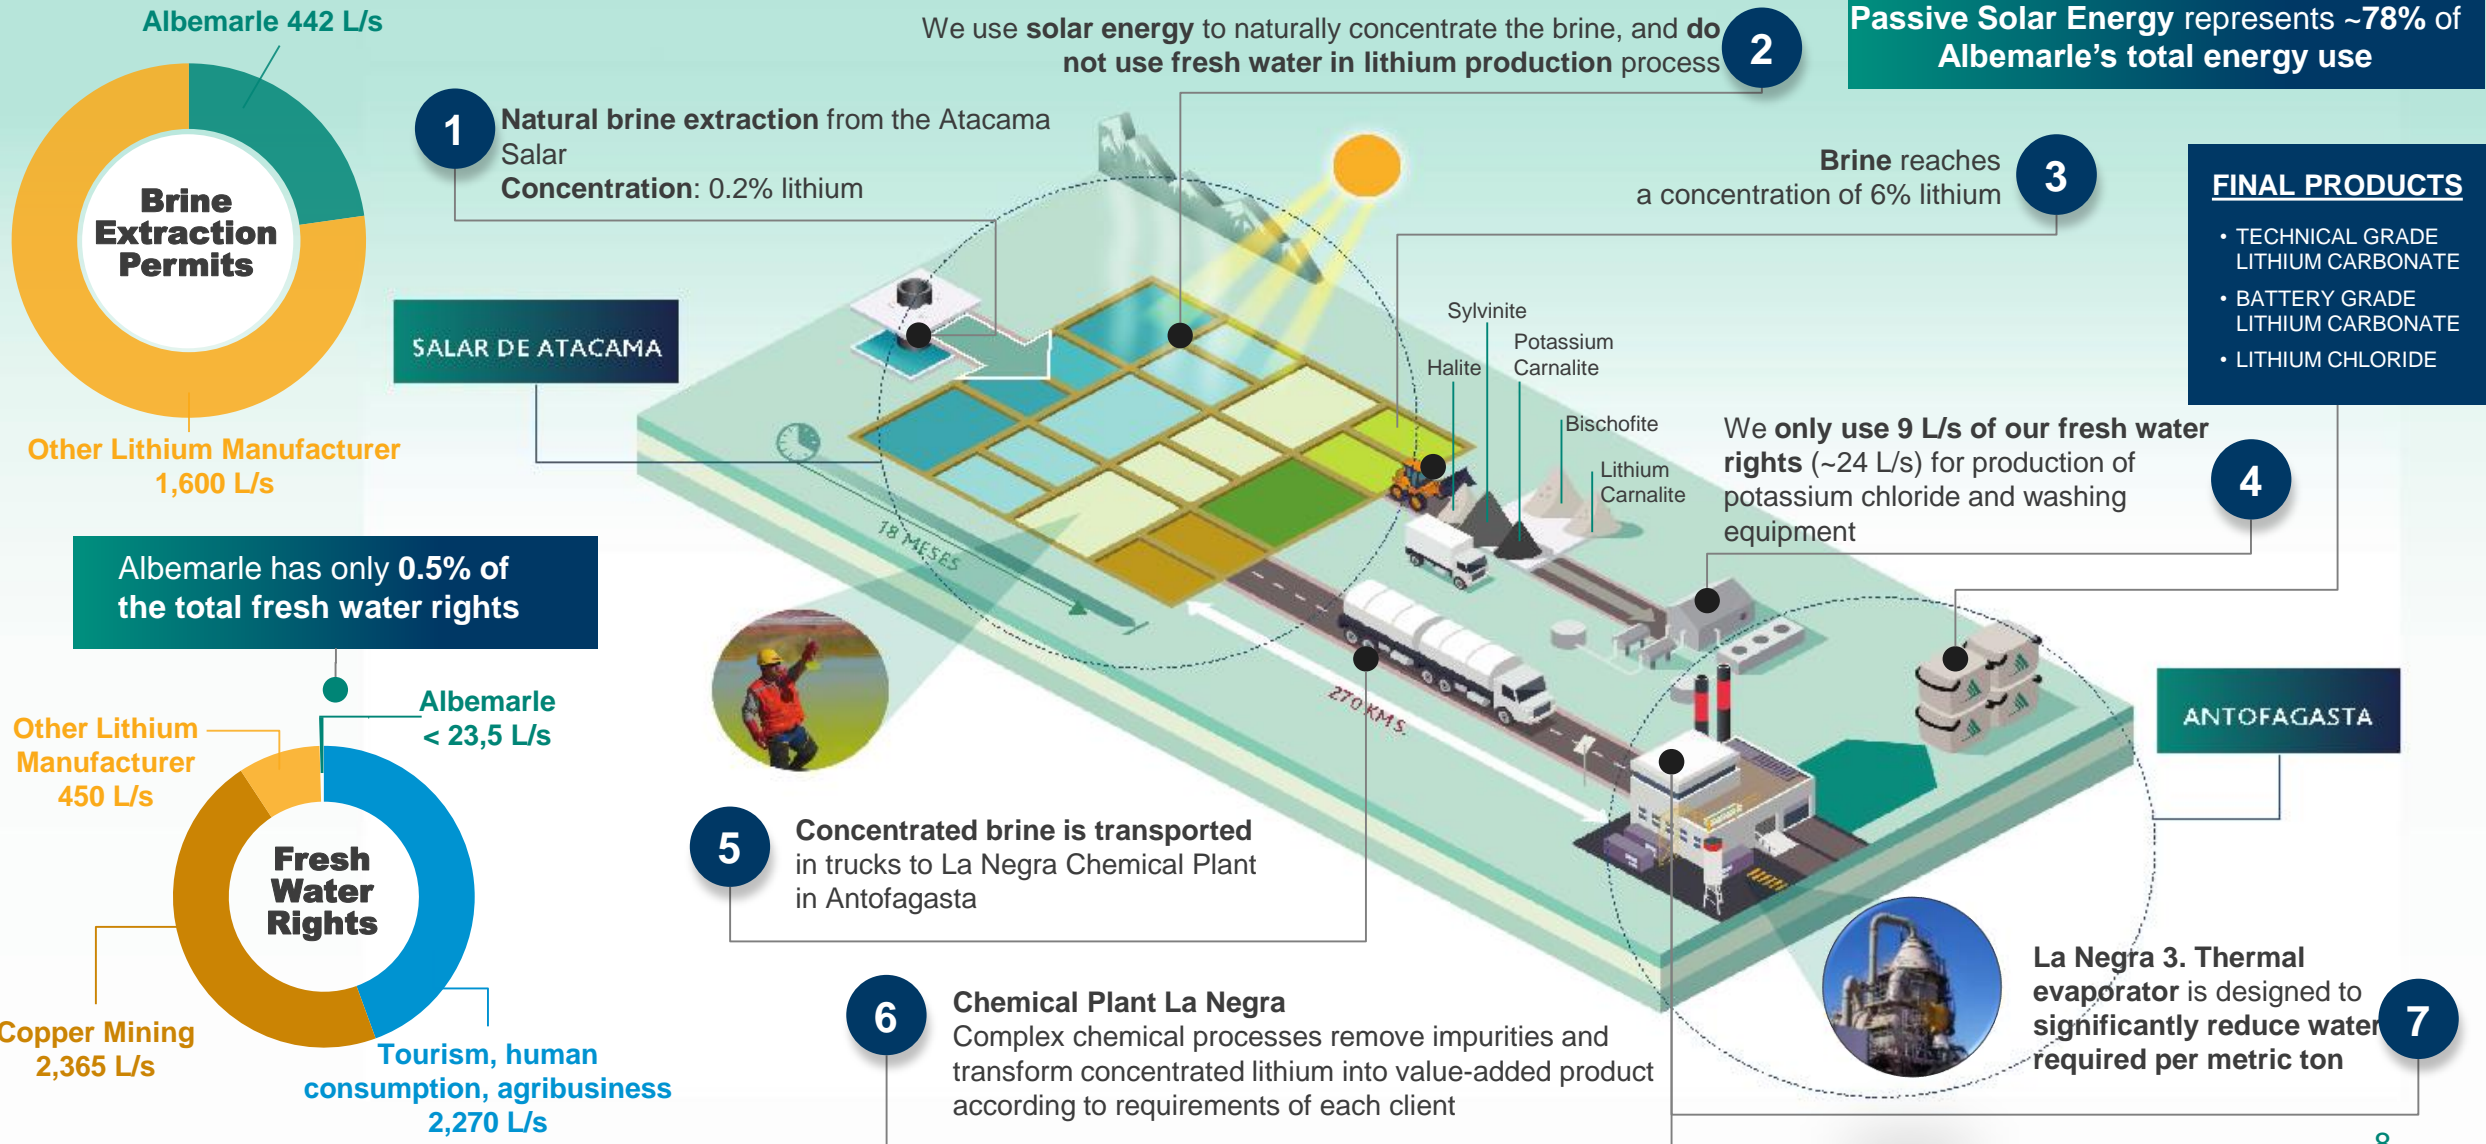 Albemarle 442 L/s
Brine
Extraction
Permits
Other Lithium Manufacturer
1,600 L/s
Albemarle has only 0.5% of
the total fresh water rights
Albemarle
< 23,5 L/s
Other Lithium
Manufacturer
450 L/s
Fresh
Water
Rights
Copper Mining
2,365 L/s
Tourism, human
consumption, agribusiness
2,270 L/s
1
Natural brine extraction from the Atacama
Salar
Concentration: 0.2% lithium
We use solar energy to naturally concentrate the brine, and do
not use fresh water in lithium production process
2
Passive Solar Energy represents ~78% of
Albemarle's total energy use
Brine reaches
a concentration of 6% lithium
3
FINAL PRODUCTS
• TECHNICAL GRADE
LITHIUM CARBONATE
• BATTERY GRADE
LITHIUM CARBONATE
• LITHIUM CHLORIDE
SALAR DE ATACAMA
Sylvinite
Potassium
Carnalite
Halite
Bischofite
Lithium
Carnalite
We only use 9 L/s of our fresh water
rights (~24 L/s) for production of
potassium chloride and washing
equipment
4
18 MESES
270 KMS.
ANTOFAGASTA
5
Concentrated brine is transported
in trucks to La Negra Chemical Plant
in Antofagasta
6
Chemical Plant La Negra
Complex chemical processes remove impurities and
transform concentrated lithium into value-added product
according to requirements of each client
La Negra 3. Thermal
evaporator is designed to
significantly reduce water
required per metric ton
7
8